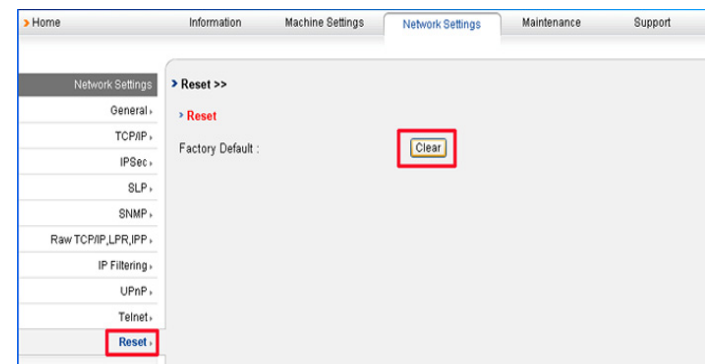 Home
Information
Machine Settings
Network Settings
Maintenance
Support
Network Settings
General
TCP/IP
IPSec
SLP
SNMP
Raw TCP/IP,LPR,IPP
IP Filtering
UPnP
Telnet
Reset
Reset >>
Reset
Factory Default :
Clear